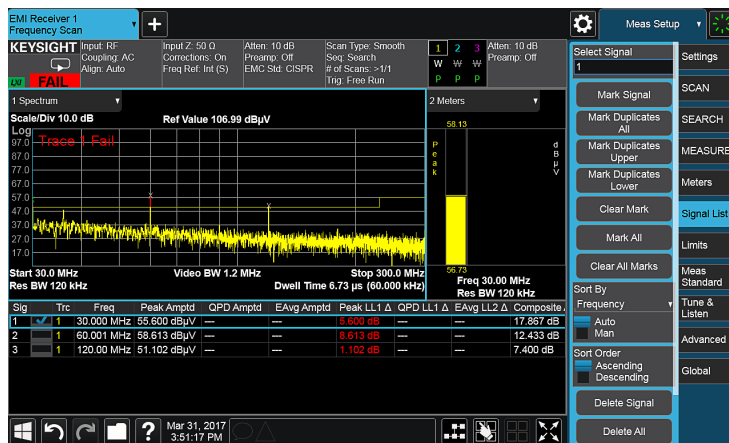 EMI Receiver 1
Frequency Scan
+
Meas Setup
KEYSIGHT
Input: RF
Coupling: AC
Align: Auto
Input Z: 50 Ω
Corrections: On
Freq Ref: Int (S)
Atten: 10 dB
Preamp: Off
EMC Std: CISPR
Scan Type: Smooth
Seq: Search
# of Scans: >1/1
Trig: Free Run
1 2 3
W W W
P P P
Atten: 10 dB
Preamp: Off
LXI
FAIL
1 Spectrum
Scale/Div 10.0 dB
Ref Value 106.99 dBµV
Log
Trace 1 Fail
97.0
87.0
77.0
67.0
57.0
47.0
37.0
27.0
17.0
Start 30.0 MHz
Video BW 1.2 MHz
Stop 300.0 MHz
Res BW 120 kHz
Dwell Time 6.73 µs (60.000 kHz)
2 Meters
58.13
Peak
dBµV
56.73
Freq 30.00 MHz
Res BW 120 kHz
Sig Trc Freq Peak Amptd QPD Amptd EAvg Amptd Peak LL1 Δ QPD LL1 Δ EAvg LL2 Δ Composite
1 1 30.000 MHz 55.600 dBµV --- --- 5.600 dB --- --- 17.867 dB
2 1 60.001 MHz 58.613 dBµV --- --- 8.613 dB --- --- 12.433 dB
3 1 120.00 MHz 51.102 dBµV --- --- 1.102 dB --- --- 7.400 dB
Select Signal
1
Mark Signal
Mark Duplicates
All
Mark Duplicates
Upper
Mark Duplicates
Lower
Clear Mark
Mark All
Clear All Marks
Sort By
Frequency
Auto
Man
Sort Order
Ascending
Descending
Delete Signal
Delete All
Settings
SCAN
SEARCH
MEASURE
Meters
Signal List
Limits
Meas
Standard
Tune &
Listen
Advanced
Global
?
Mar 31, 2017
3:51:17 PM